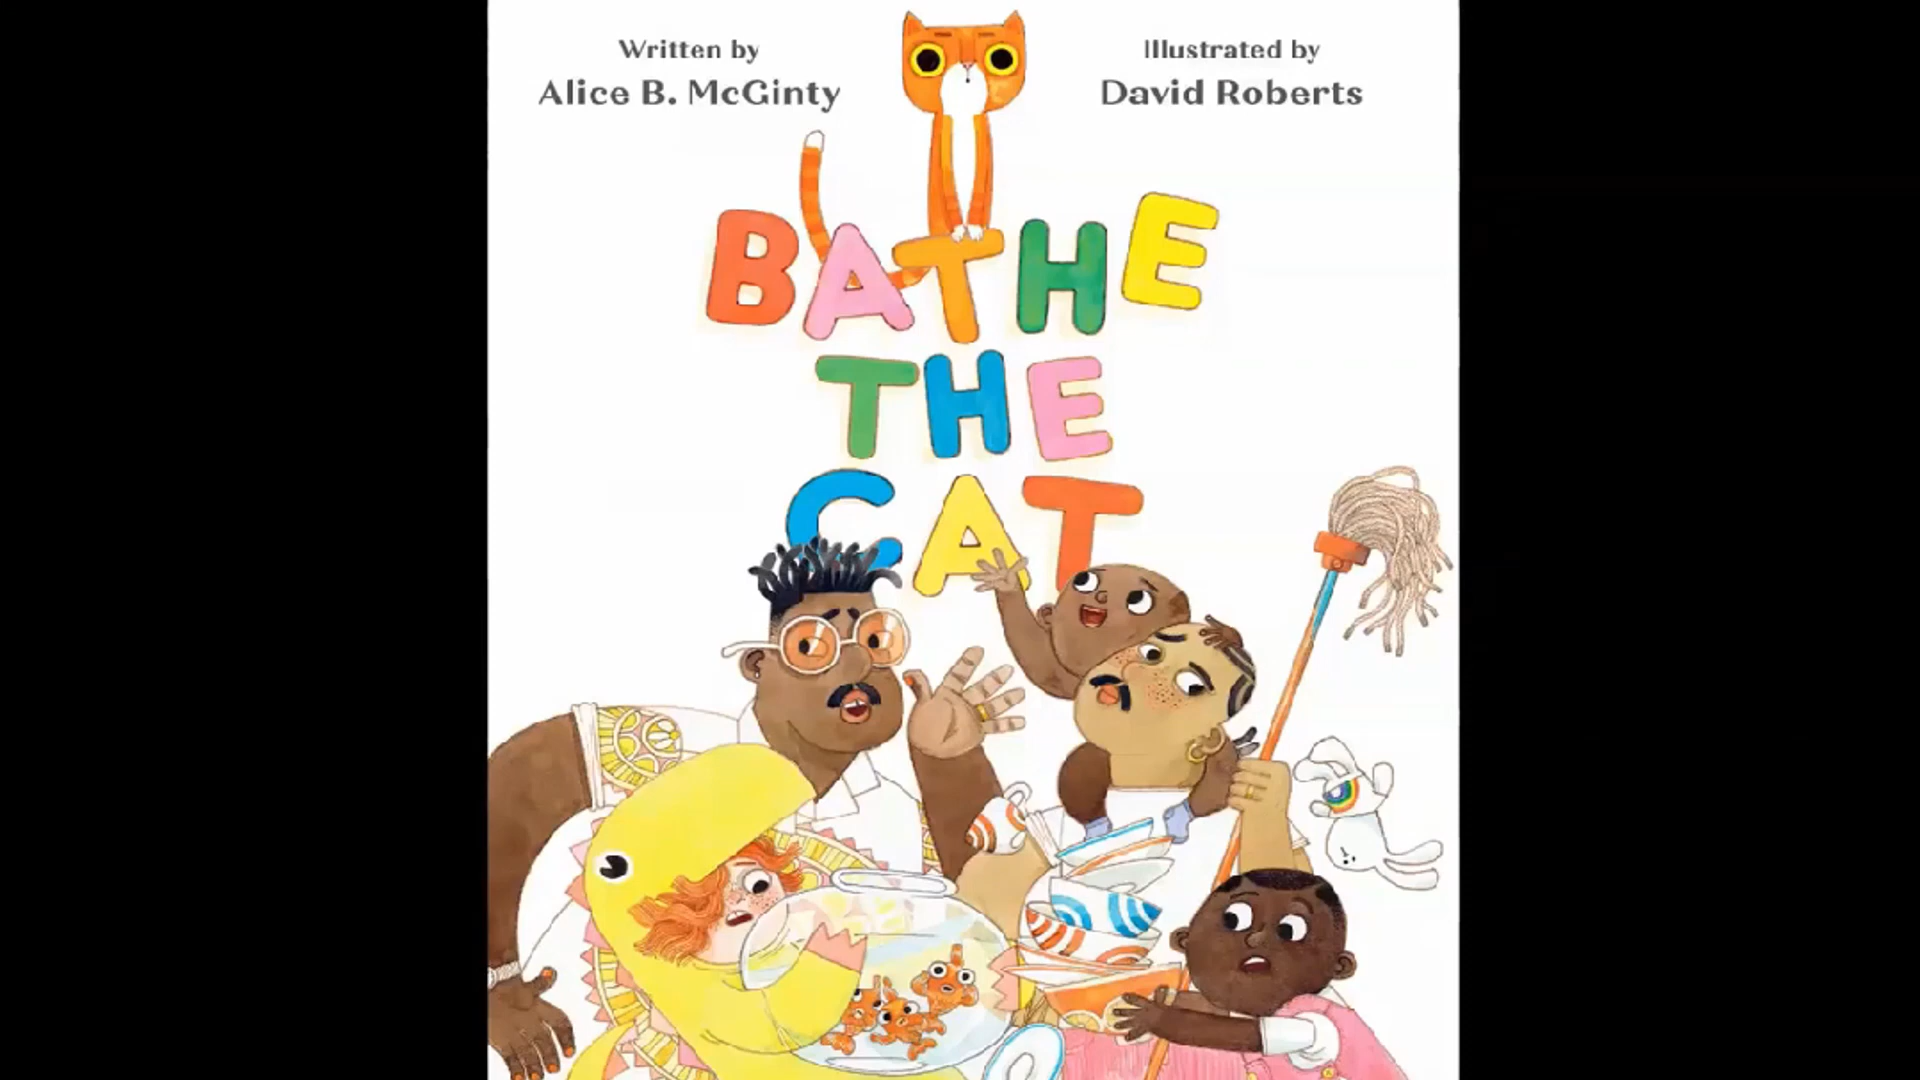 Written by
Alice B. McGinty
Illustrated by
David Roberts
BATHE
THE
CAT